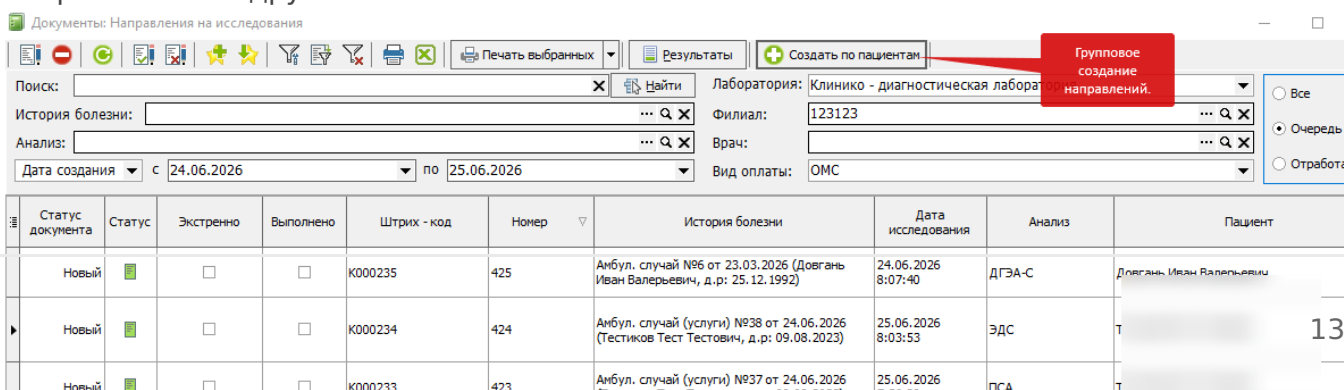 Документы: Направления на исследования
Печать выбранных
Результаты
Создать по пациентам
Групповое
создание
направлений.
Поиск:
Найти
Лаборатория: Клинико - диагностическая
История болезни:
Филиал: 123123
Анализ:
Врач:
Дата создания с 24.06.2026 по 25.06.2026
Вид оплаты: ОМС
Все
Очередь
Отработа
Статус документа Статус Экстренно Выполнено Штрих - код Номер История болезни Дата исследования Анализ Пациент
Новый K000235 425 Амбул. случай №6 от 23.03.2026 (Довгань 24.06.2026 ДГЭА-С Довгань Иван Валерьевич
Иван Валерьевич, д.р: 25.12.1992) 8:07:40
Новый K000234 424 Амбул. случай (услуги) №38 от 24.06.2026 25.06.2026 ЭДС Т
(Тестиков Тест Тестович, д.р: 09.08.2023) 8:03:53
13
Новый K000233 423 Амбул. случай (услуги) №37 от 24.06.2026 25.06.2026 ПСА Т